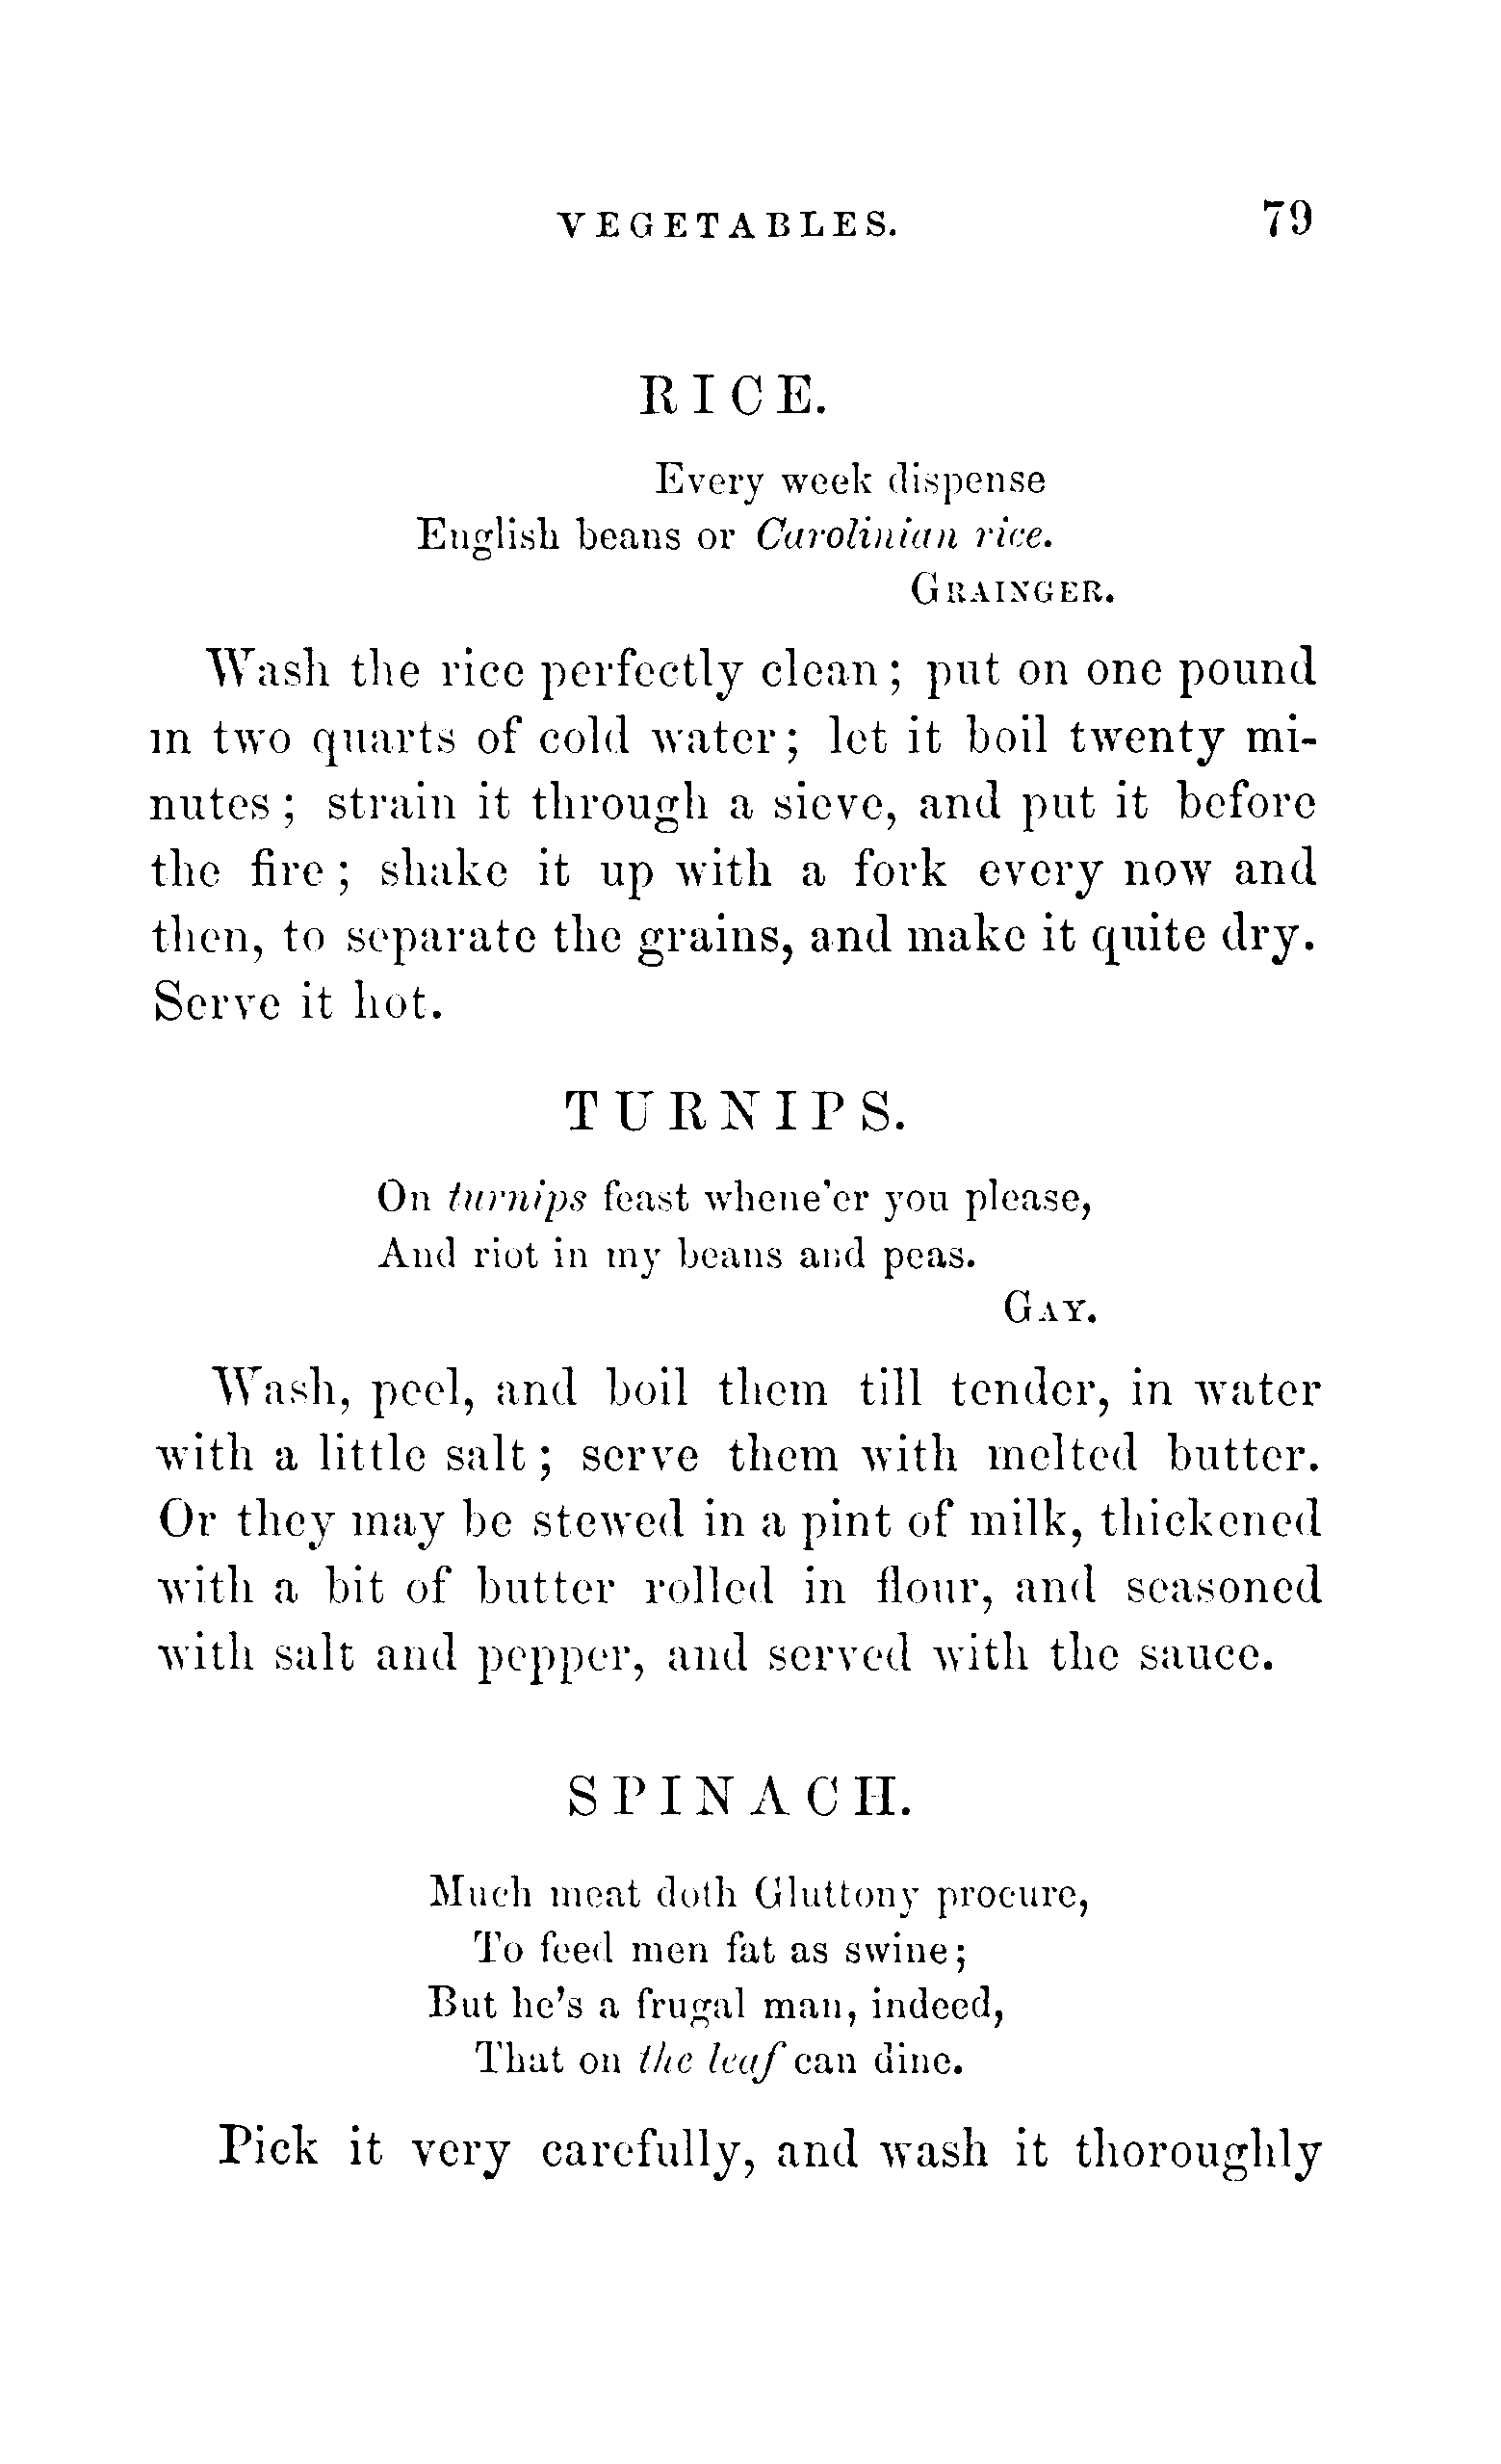 VEGETABLES. 79
RICE.
Every week dispense
English beans or Carolinian rice.
GRAINGER.
Wash the rice perfectly clean; put on one pound
in two quarts of cold water; let it boil twenty mi-
nutes; strain it through a sieve, and put it before
the fire; shake it up with a fork every now and
then, to separate the grains, and make it quite dry.
Serve it hot.
TURNIPS.
On turnips feast whene'er you please,
And riot in my beans and peas.
GAY.
Wash, peel, and boil them till tender, in water
with a little salt; serve them with melted butter.
Or they may be stewed in a pint of milk, thickened
with a bit of butter rolled in flour, and seasoned
with salt and pepper, and served with the sauce.
SPINACH.
Much meat doth Gluttony procure,
To feed men fat as swine;
But he's a frugal man, indeed,
That on the leaf can dine.
Pick it very carefully, and wash it thoroughly